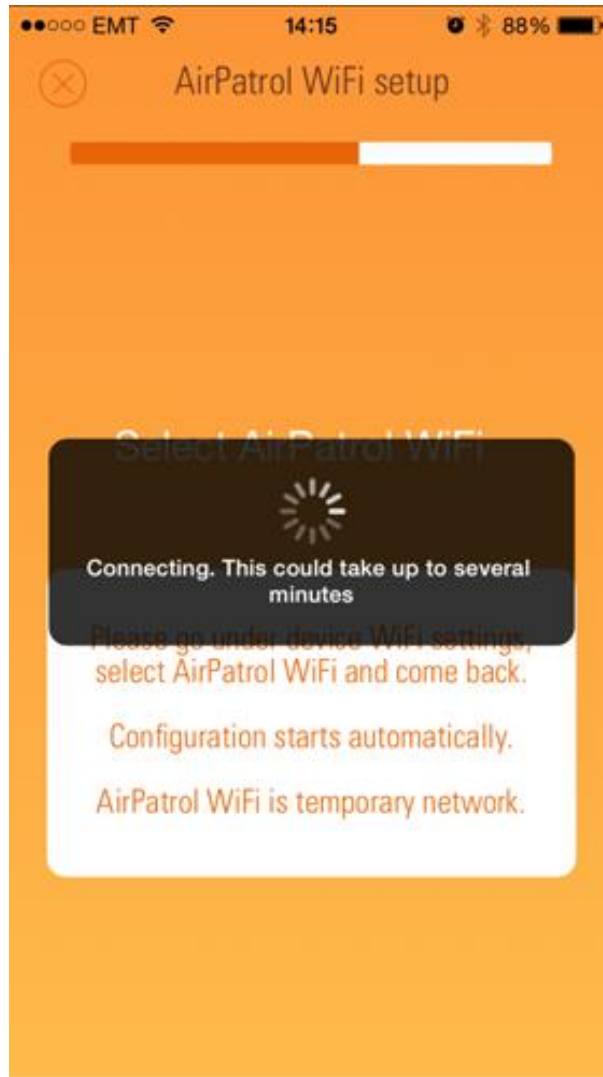 EMT 14:15 88%
AirPatrol WiFi setup
Select AirPatrol WiFi
Connecting. This could take up to several
minutes
Please go under device WiFi settings,
select AirPatrol WiFi and come back.
Configuration starts automatically.
AirPatrol WiFi is temporary network.